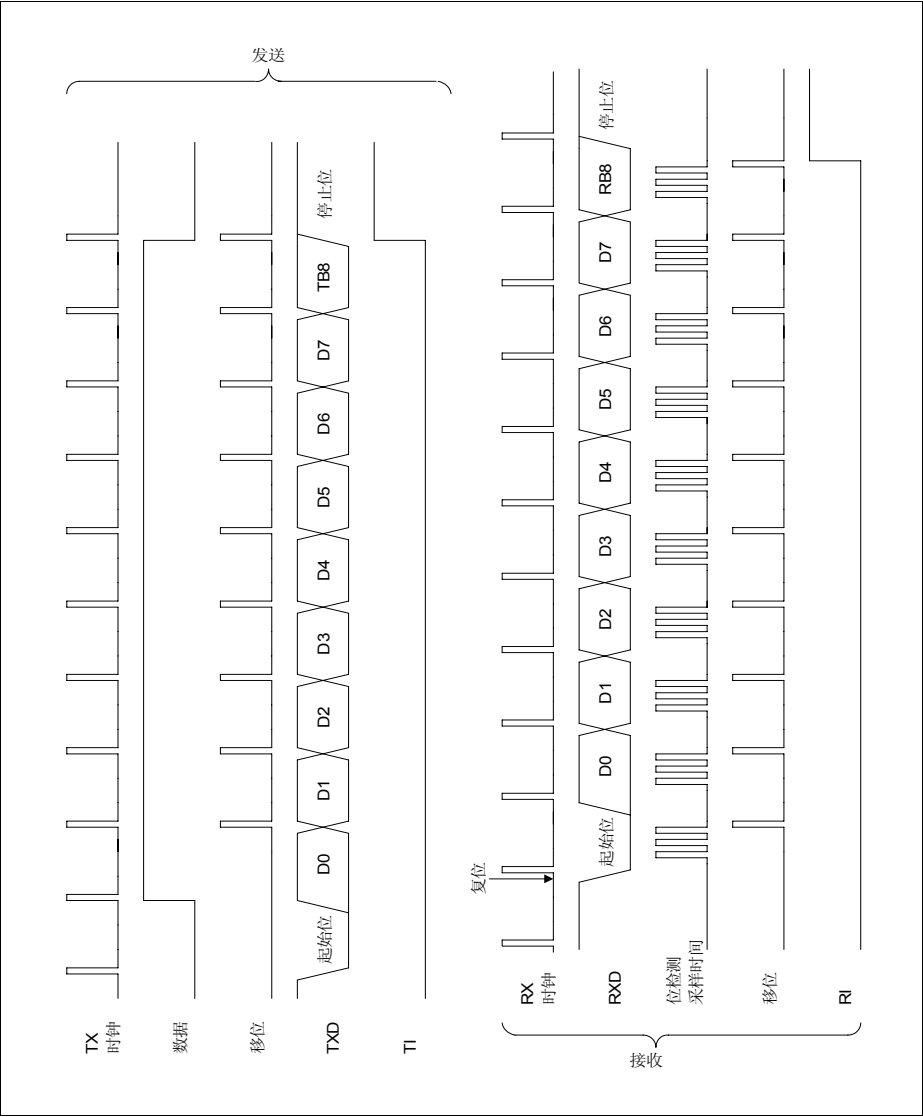 发送
TX
时钟
数据
移位
TXD
起始位
D0
D1
D2
D3
D4
D5
D6
D7
TB8
停止位
TI
接收
RX
时钟
复位
RXD
起始位
D0
D1
D2
D3
D4
D5
D6
D7
RB8
停止位
位检测
采样时间
移位
RI